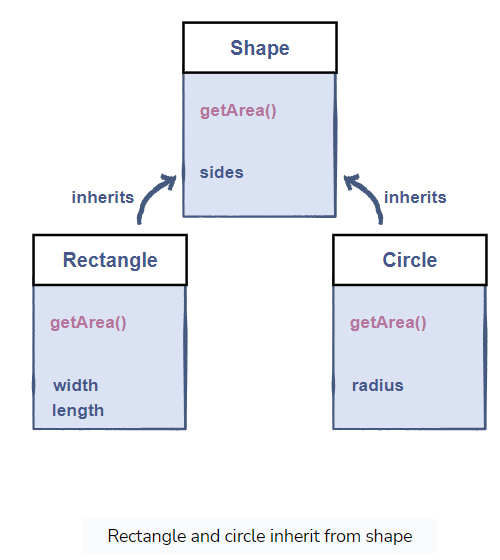 Shape
getArea()
sides
inherits
inherits
Rectangle
getArea()
width
length
Circle
getArea()
radius
Rectangle and circle inherit from shape